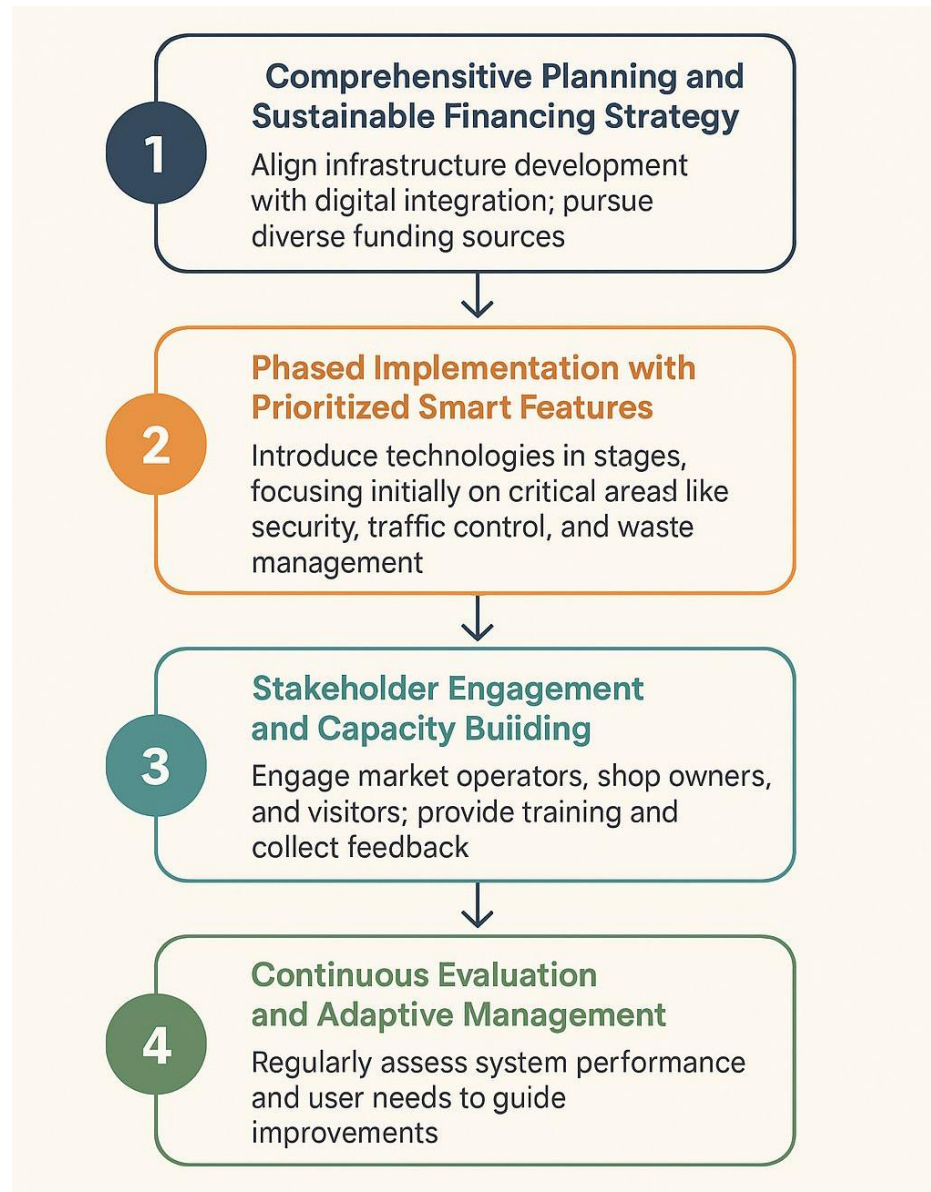 1
Comprehensitive Planning and
Sustainable Financing Strategy
Align infrastructure development
with digital integration; pursue
diverse funding sources
2
Phased Implementation with
Prioritized Smart Features
Introduce technologies in stages,
focusing initially on critical areas like
security, traffic control, and waste
management
3
Stakeholder Engagement
and Capacity Buiiding
Engage market operators, shop owners,
and visitors; provide training and
collect feedback
4
Continuous Evaluation
and Adaptive Management
Regularly assess system performance
and user needs to guide
improvements